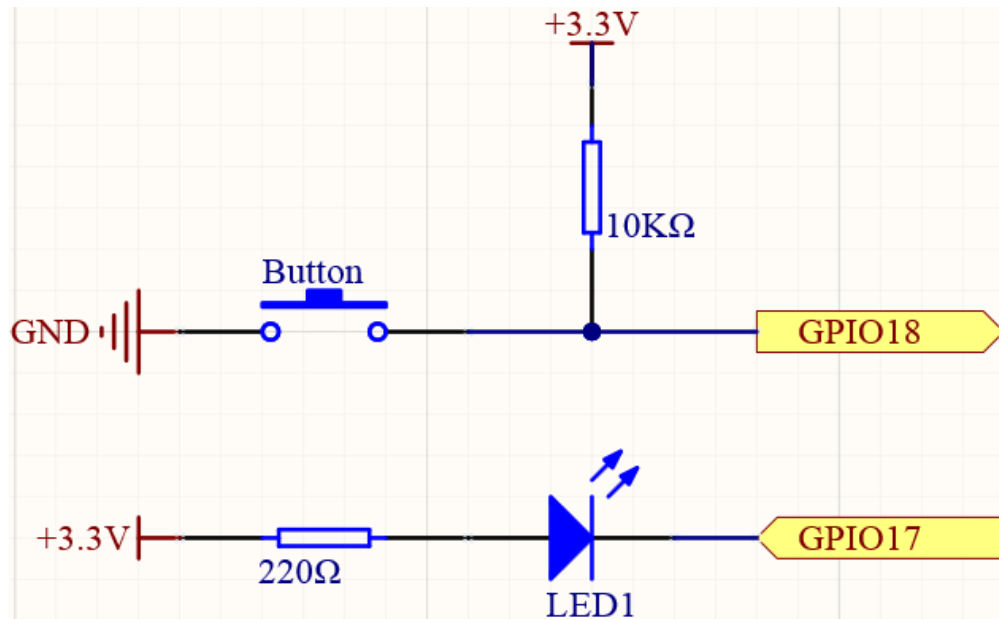 +3.3V
10KΩ
Button
GND
GPIO18
+3.3V
GPIO17
220Ω
LED1